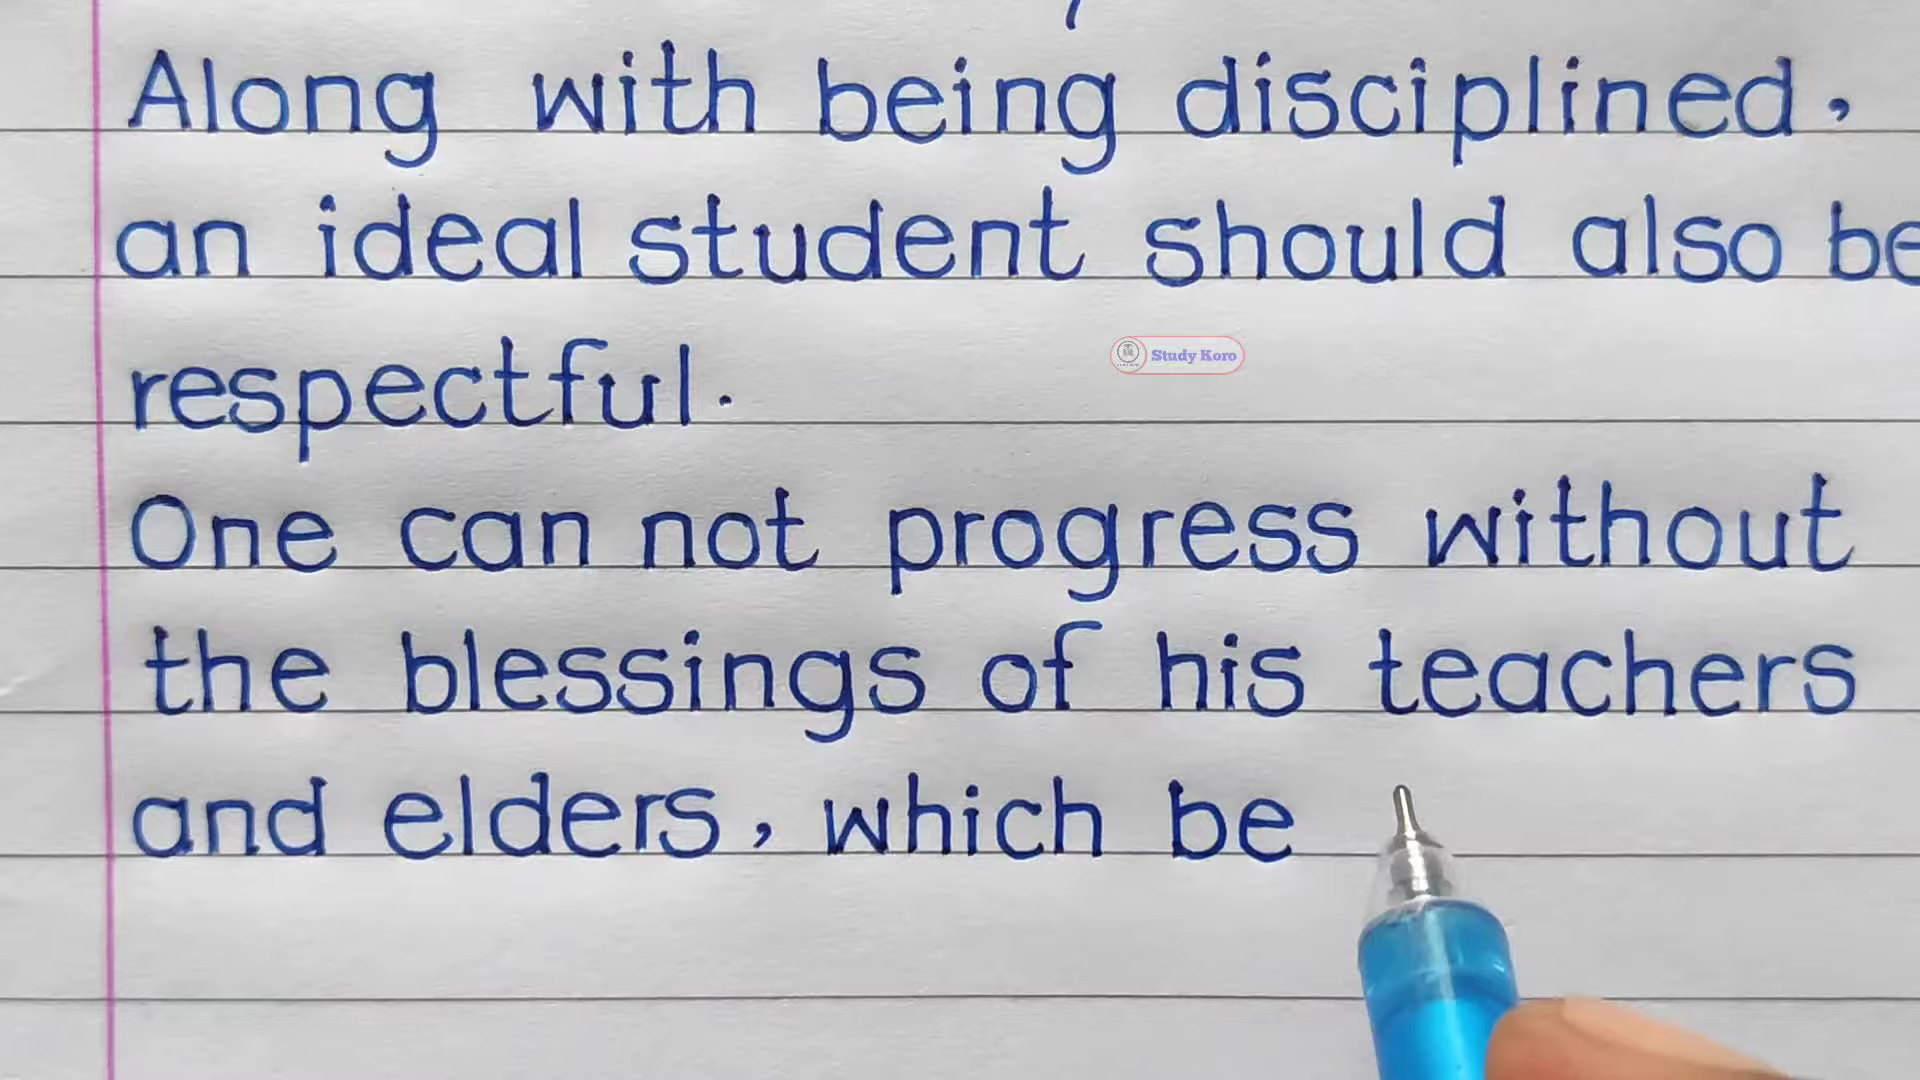 Along with being disciplined,
an ideal student should also be
respectful.
Study Koro
One can not progress without
the blessings of his teachers
and elders, which be